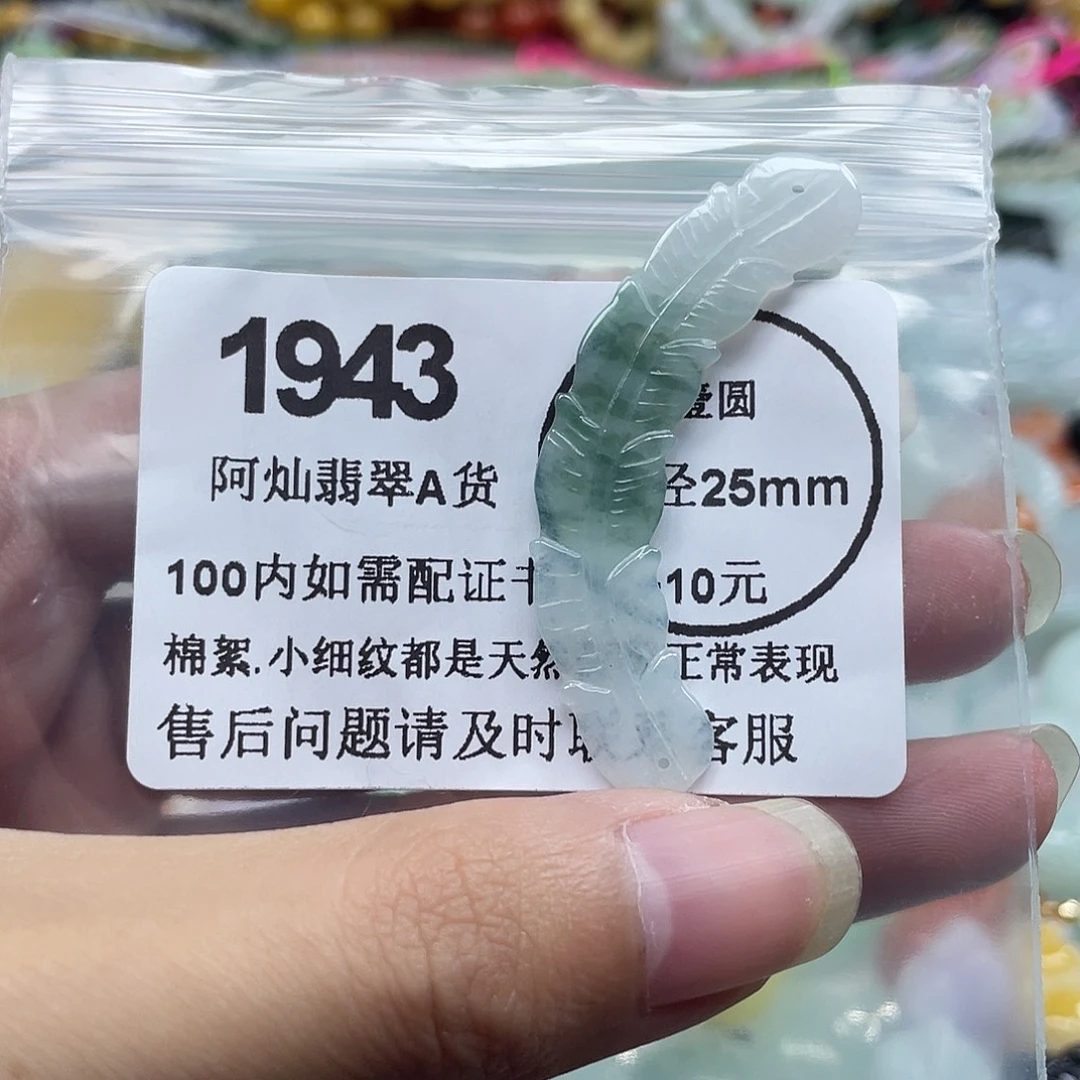 1943
阿灿翡翠A货
圆
径25mm
100内如需配证
10元
棉絮.小细纹都是天然
正常表现
售后问题请及时
客服